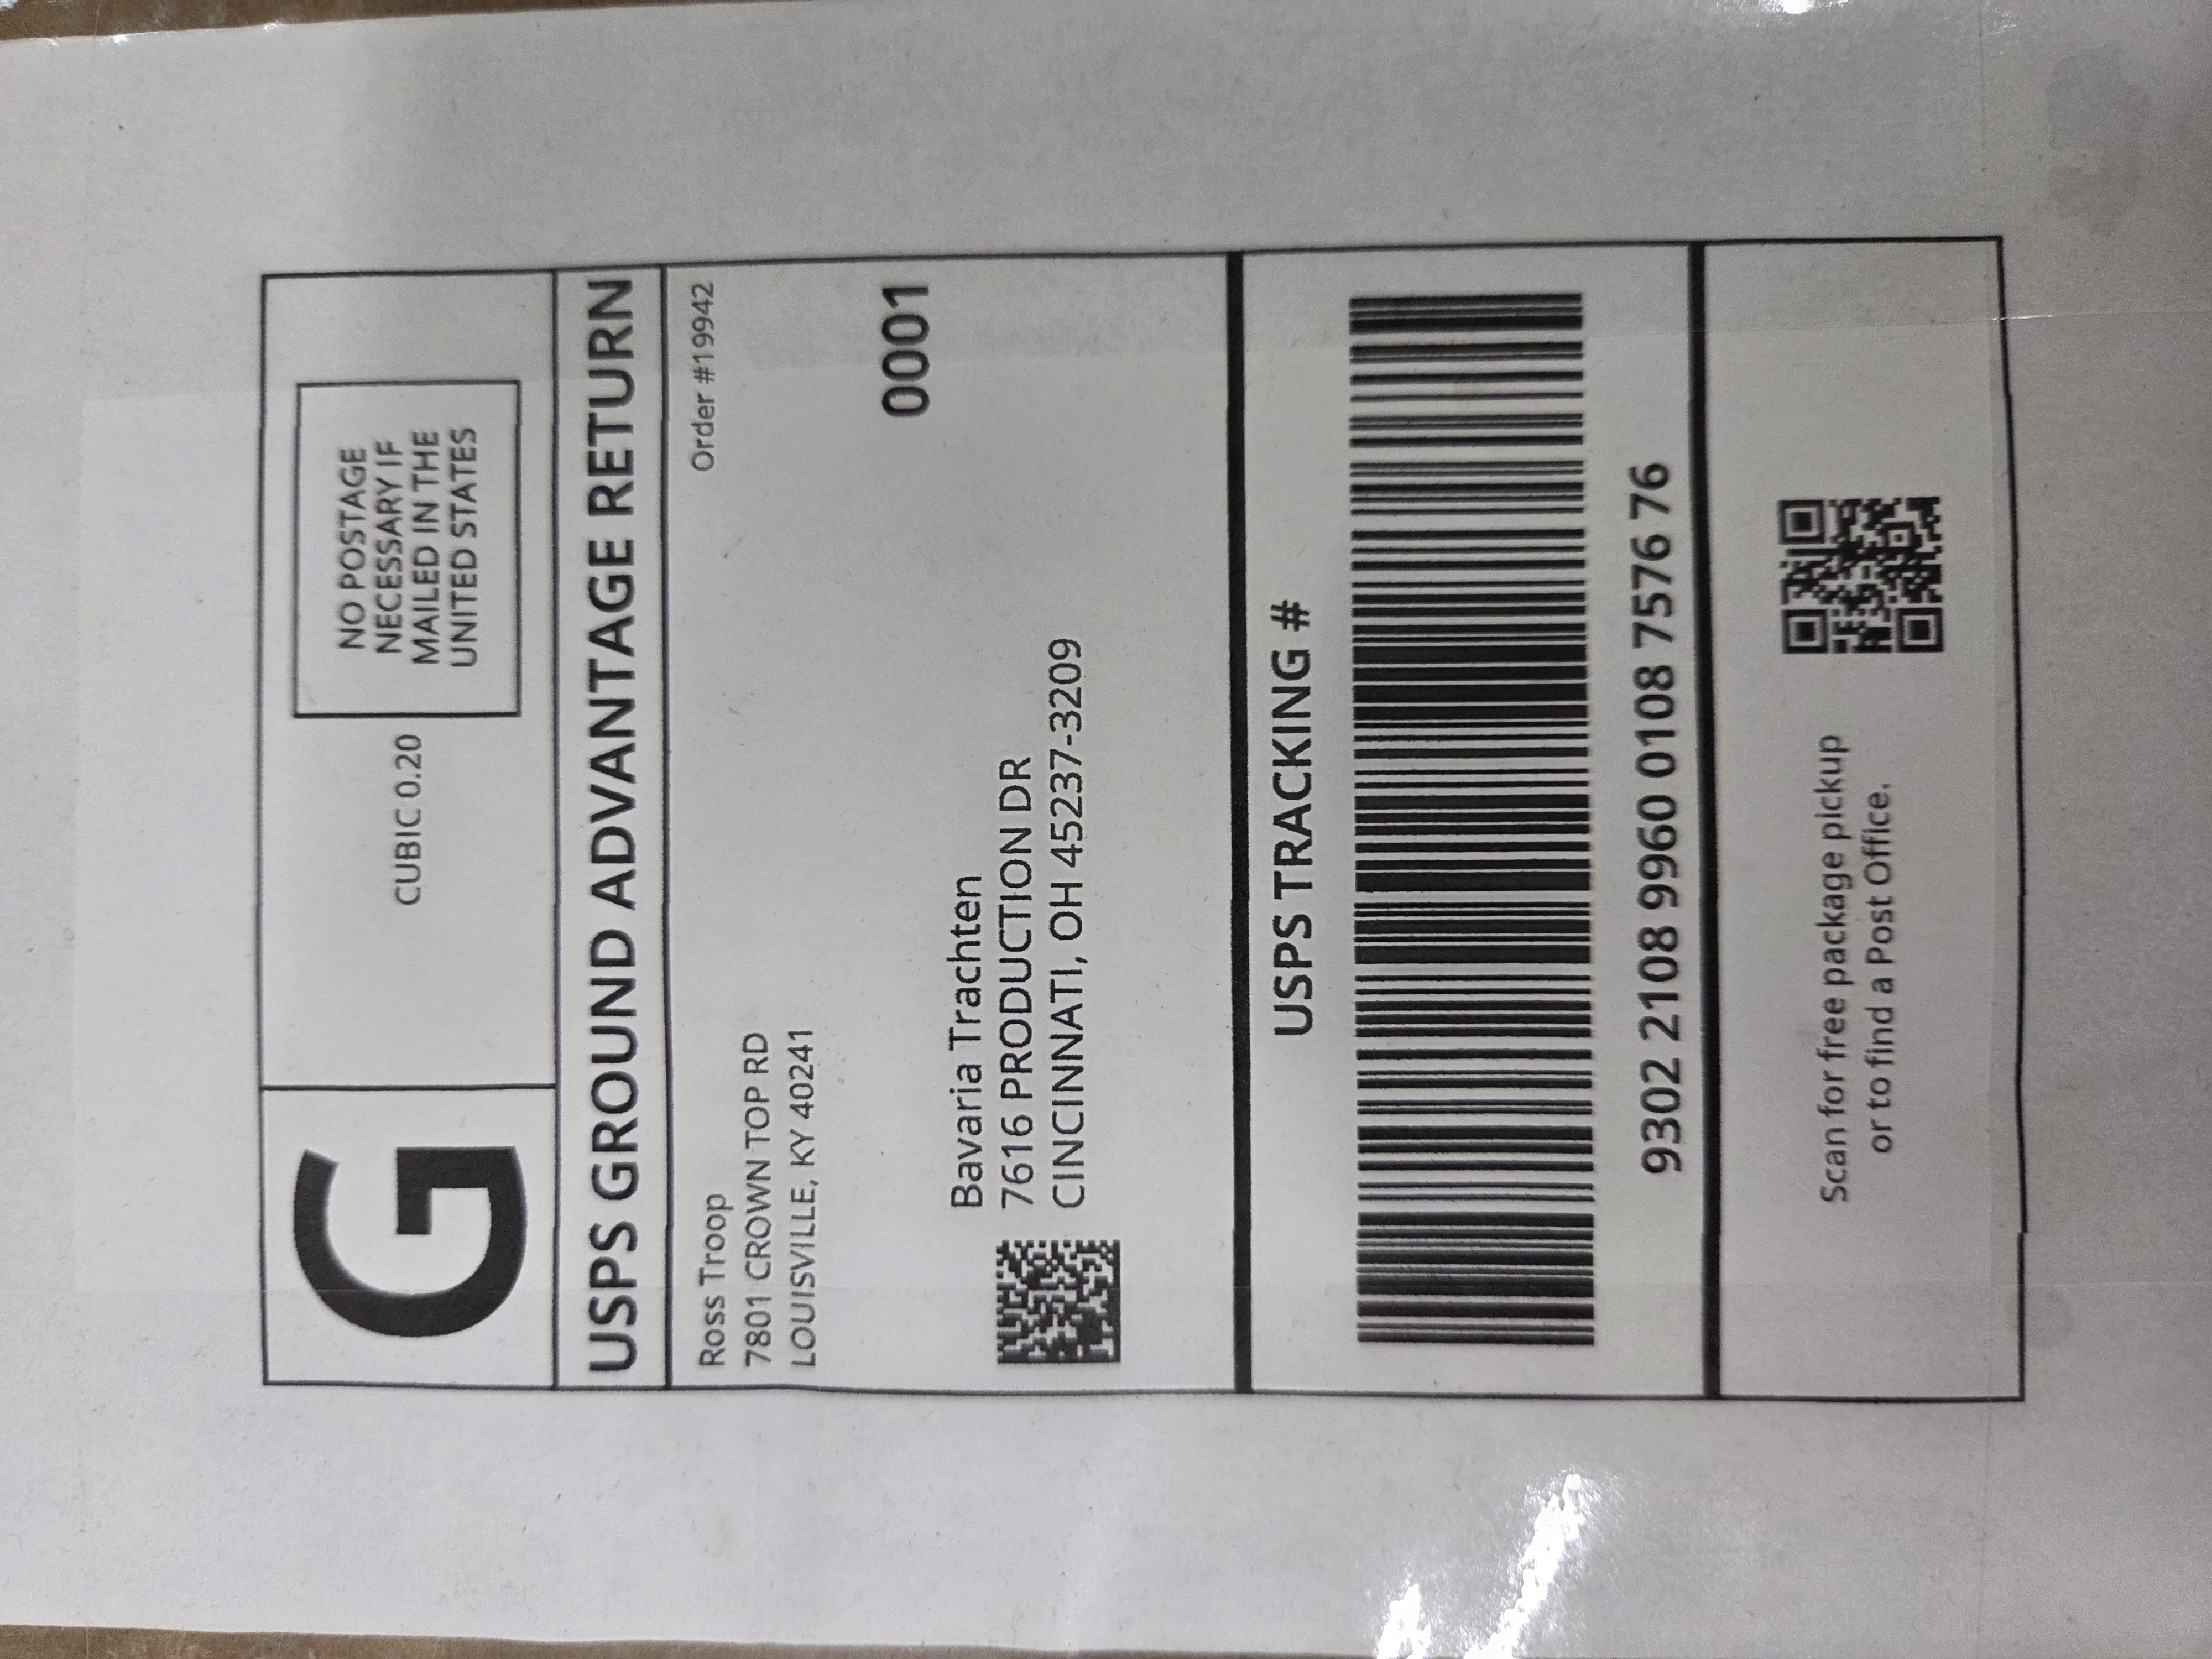 G
CUBIC 0.20
NO POSTAGE
NECESSARY IF
MAILED IN THE
UNITED STATES
USPS GROUND ADVANTAGE RETURN
Order #19942
Ross Troop
7801 CROWN TOP RD
LOUISVILLE, KY 40241
0001
Bavaria Trachten
7616 PRODUCTION DR
CINCINNATI, OH 45237-3209
USPS TRACKING #
9302 2108 9960 0108 7576 76
Scan for free package pickup
or to find a Post Office.